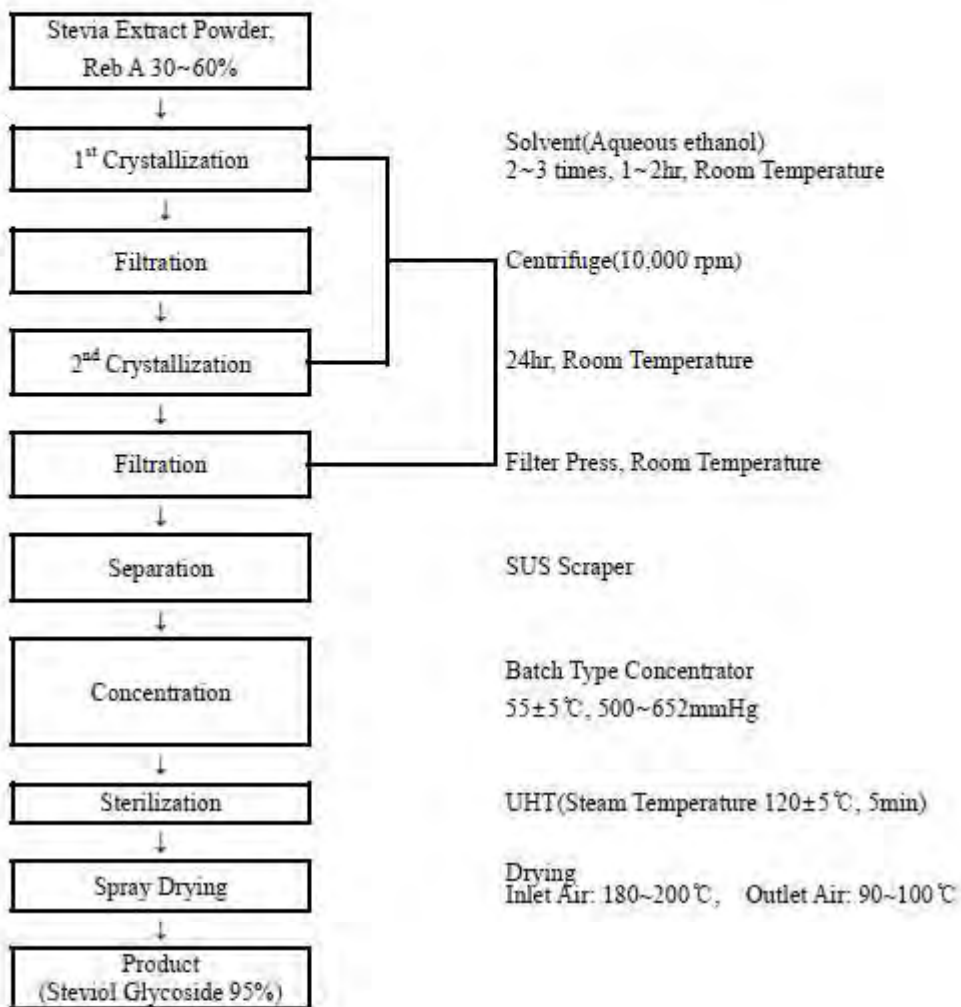 Stevia Extract Powder,
Reb A 30~60%
↓
1st Crystallization
Solvent(Aqueous ethanol)
2~3 times, 1~2hr, Room Temperature
↓
Filtration
Centrifuge(10,000 rpm)
↓
2nd Crystallization
24hr, Room Temperature
↓
Filtration
Filter Press, Room Temperature
↓
Separation
SUS Scraper
↓
Concentration
Batch Type Concentrator
55±5℃, 500~652mmHg
↓
Sterilization
UHT(Steam Temperature 120±5℃, 5min)
↓
Spray Drying
Drying
Inlet Air: 180~200℃, Outlet Air: 90~100℃
↓
Product
(Steviol Glycoside 95%)